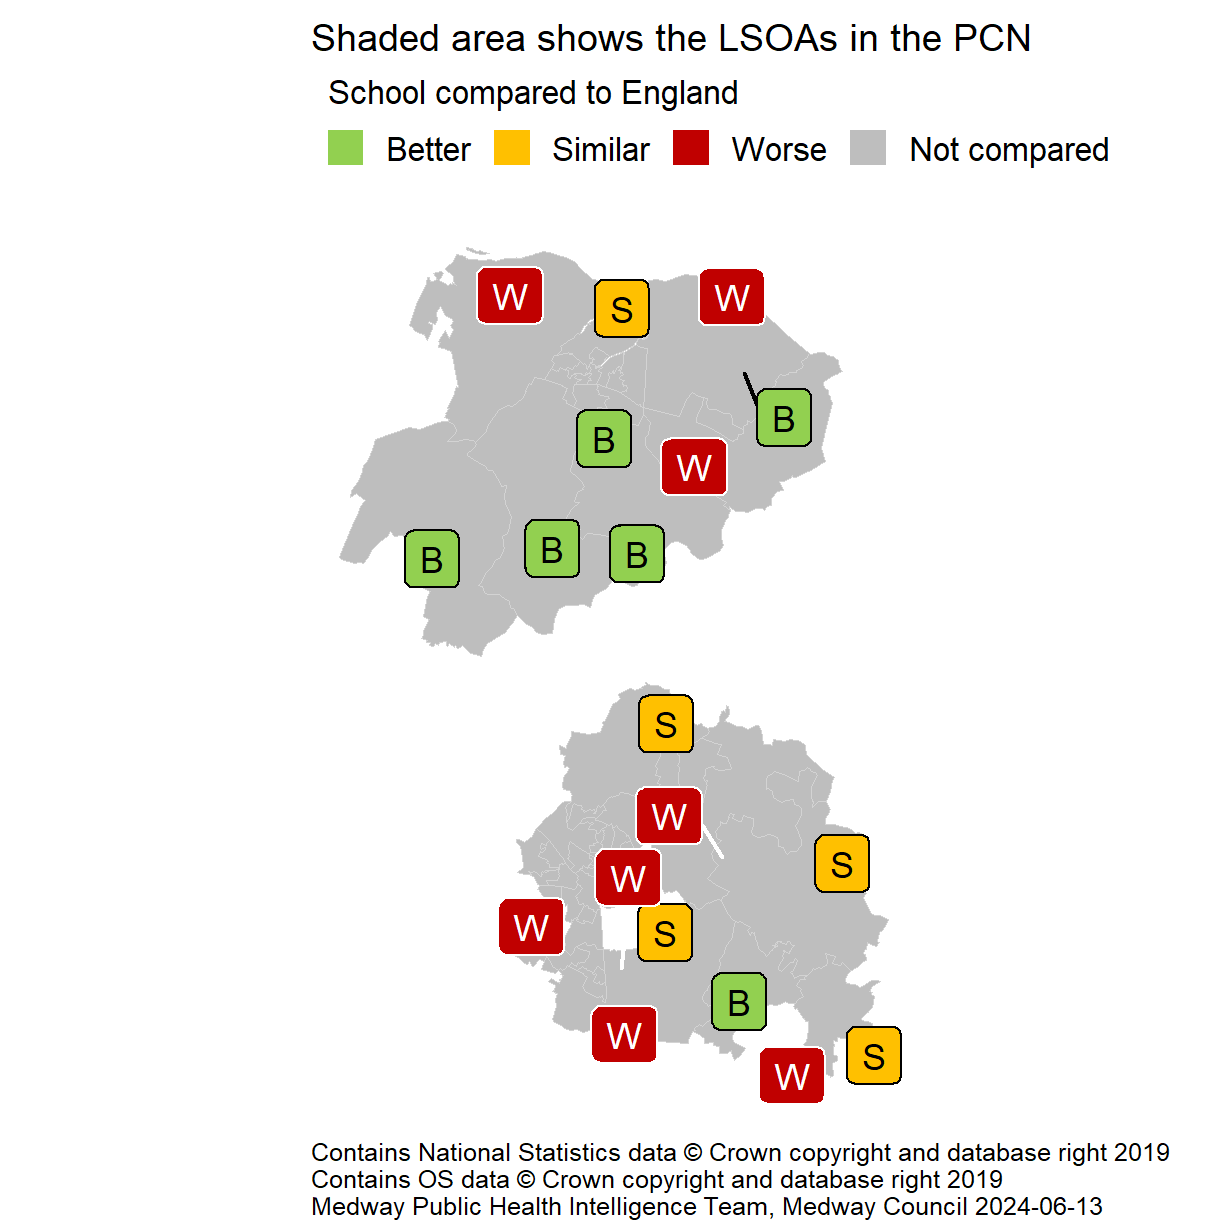 Shaded area shows the LSOAs in the PCN
School compared to England
Better Similar Worse Not compared
W S W
B
B
W
B B B
S
W
S
W
W S
B
W
S
W
Contains National Statistics data © Crown copyright and database right 2019
Contains OS data © Crown copyright and database right 2019
Medway Public Health Intelligence Team, Medway Council 2024-06-13